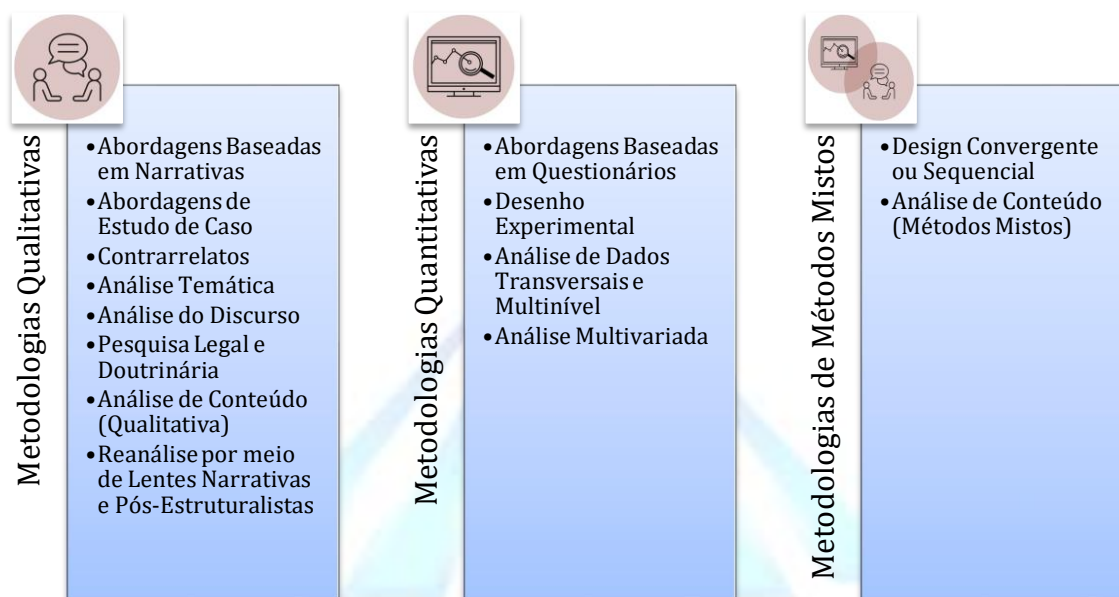 Metodologias Qualitativas
•Abordagens Baseadas
em Narrativas
•Abordagens de
Estudo de Caso
•Contrarrelatos
•Análise Temática
•Análise do Discurso
•Pesquisa Legal e
Doutrinária
•Análise de Conteúdo
(Qualitativa)
•Reanálise por meio
de Lentes Narrativas
e Pós-Estruturalistas
Metodologias Quantitativas
•Abordagens Baseadas
em Questionários
•Desenho
Experimental
•Análise de Dados
Transversais e
Multinível
•Análise Multivariada
Metodologias de Métodos Mistos
•Design Convergente
ou Sequencial
•Análise de Conteúdo
(Métodos Mistos)